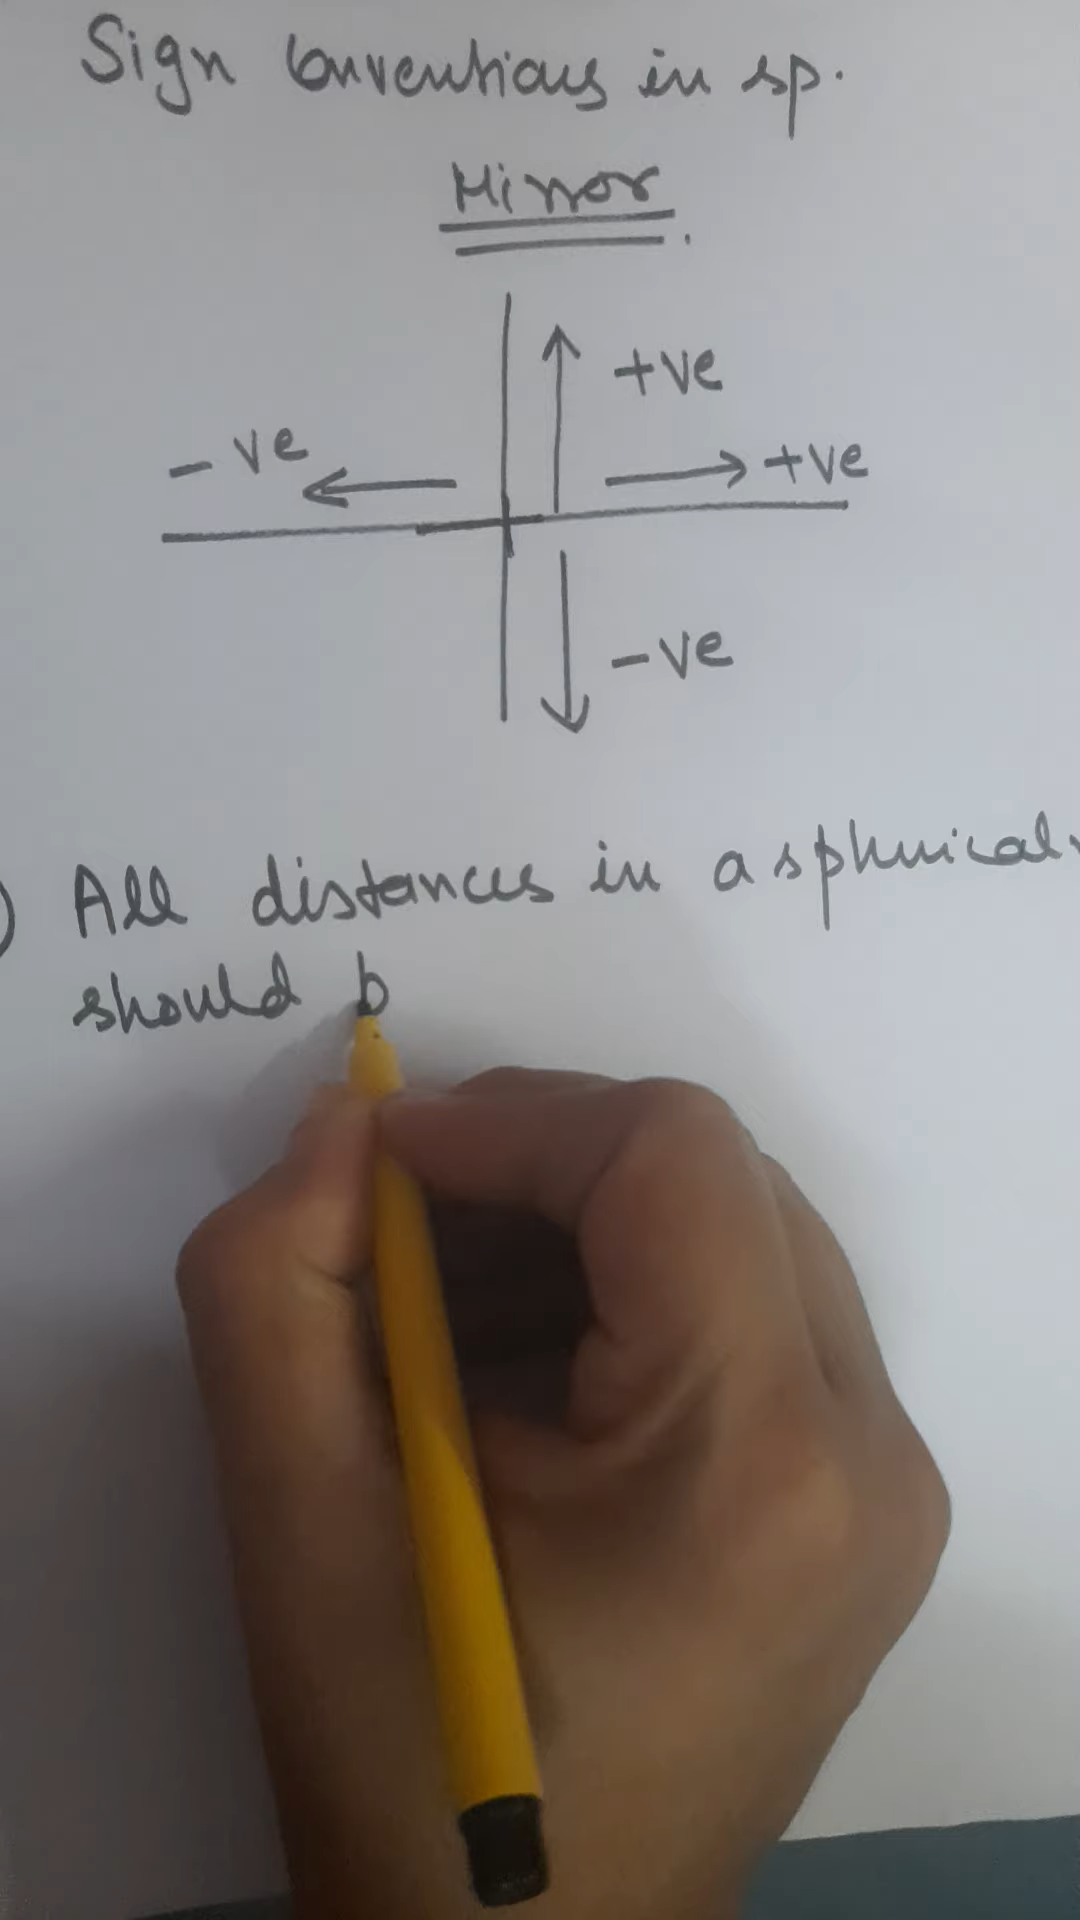 Sign Conventions in sp.
Mirror.
+ve
- ve
+ve
-ve
) All distances in a spherical
should b